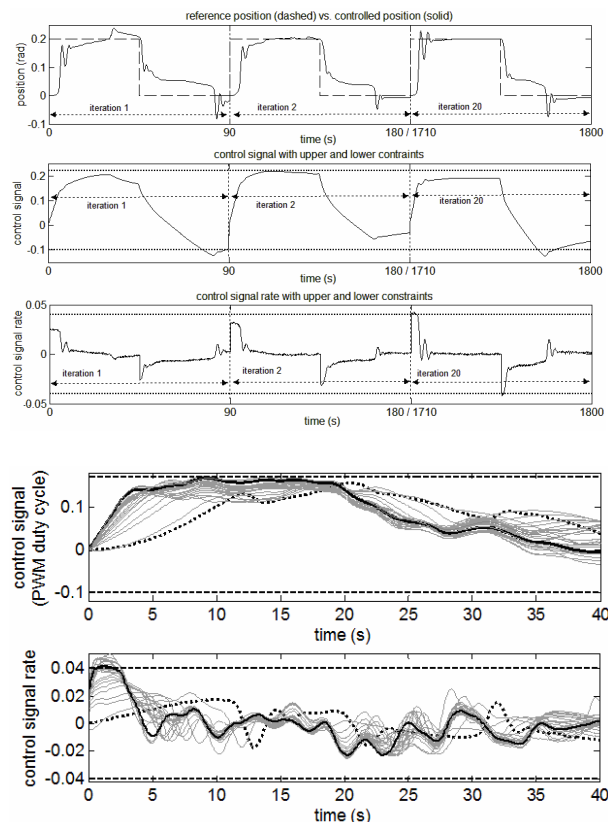 reference position (dashed) vs. controlled position (solid)
position (rad)
0.2
0.1
0
-0.1
iteration 1
iteration 2
iteration 20
0
90
180 / 1710
1800
time (s)
control signal with upper and lower contraints
control signal
0.2
0.1
0
-0.1
iteration 1
iteration 2
iteration 20
0
90
180 / 1710
1800
time (s)
control signal rate with upper and lower constraints
control signal rate
0.05
0
-0.05
iteration 1
iteration 2
iteration 20
0
90
180 / 1710
1800
time (s)
control signal
(PWM duty cycle)
0.1
0
-0.1
0 5 10 15 20 25 30 35 40
time (s)
control signal rate
0.04
0.02
0
-0.02
-0.04
0 5 10 15 20 25 30 35 40
time (s)